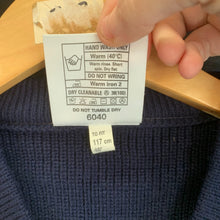 HAND WASH ONLY
Warm (40°C)
Warm rinse. Short
spin. Dry flat
DO NOT WRING
Warm Iron 2
DRY CLEANABLE
DO NOT TUMBLE DRY
6040
TO FIT
117 cm